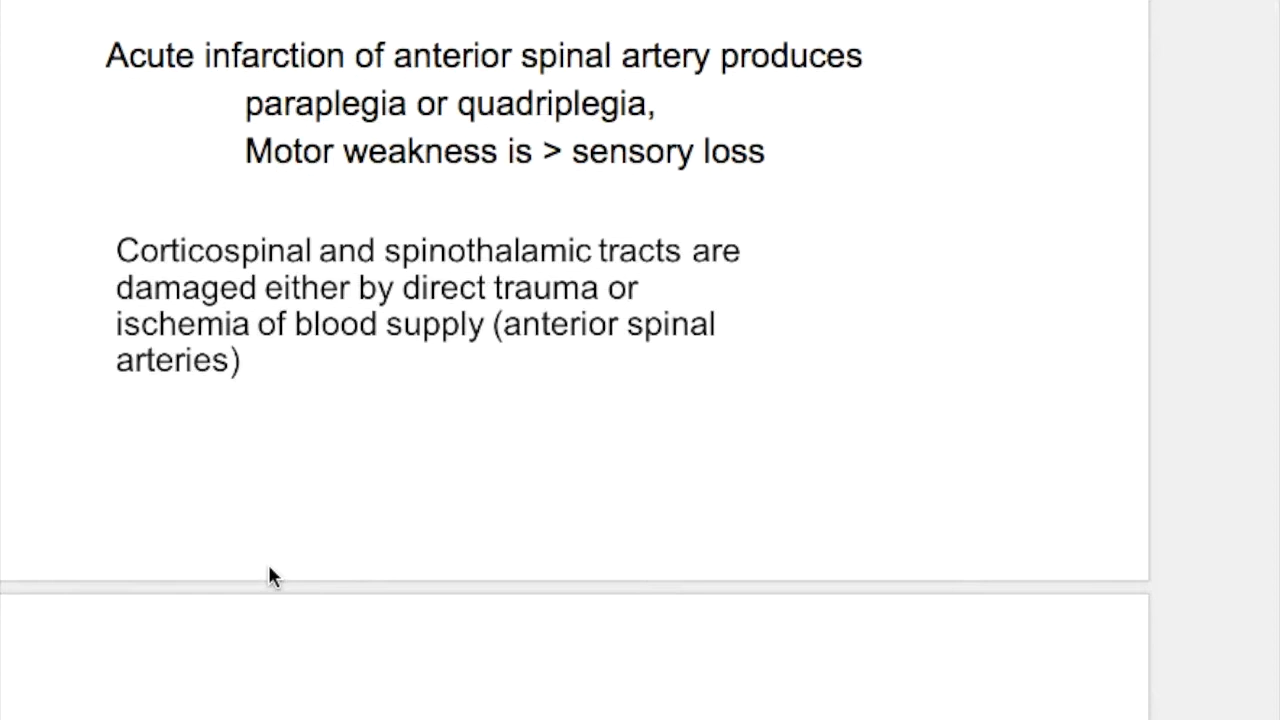 Acute infarction of anterior spinal artery produces
paraplegia or quadriplegia,
Motor weakness is > sensory loss
Corticospinal and spinothalamic tracts are
damaged either by direct trauma or
ischemia of blood supply (anterior spinal
arteries)